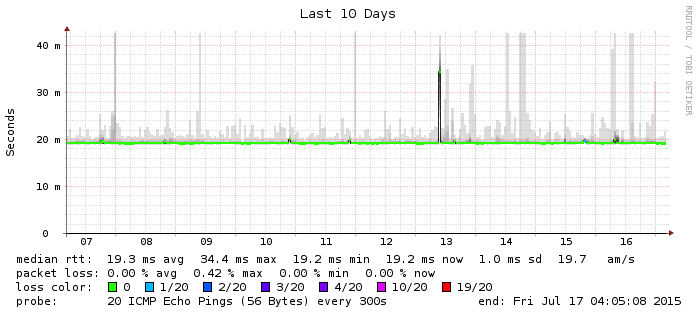 Last 10 Days
RRDTOOL / TOBI OETIKER
Seconds
40 m
30 m
20 m
10 m
0
07 08 09 10 11 12 13 14 15 16
median rtt: 19.3 ms avg 34.4 ms max 19.2 ms min 19.2 ms now 1.0 ms sd 19.7 am/s
packet loss: 0.00 % avg 0.42 % max 0.00 % min 0.00 % now
loss color: 0 1/20 2/20 3/20 4/20 10/20 19/20
probe: 20 ICMP Echo Pings (56 Bytes) every 300s end: Fri Jul 17 04:05:08 2015